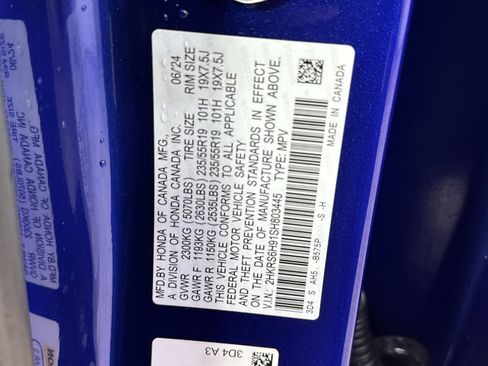 MFD.BY HONDA OF CANADA MFG., 06/24
A DIVISION OF HONDA CANADA INC.
GVWR 2300KG (5070LBS) TIRE SIZE RIM SIZE
GAWR F 1193KG (2630LBS) 235/55R19 101H 19X7.5J
GAWR R 1150KG (2535LBS) 235/55R19 101H 19X7.5J
THIS VEHICLE CONFORMS TO ALL APPLICABLE
FEDERAL MOTOR VEHICLE SAFETY
AND THEFT PREVENTION STANDARDS IN EFFECT
ON THE DATE OF MANUFACTURE SHOWN ABOVE.
V.I.N.: 2HKRS6H91SH803445 TYPE: MPV
3D4 S AH5 -B575P -S -H
MADE IN CANADA
3D4 A3